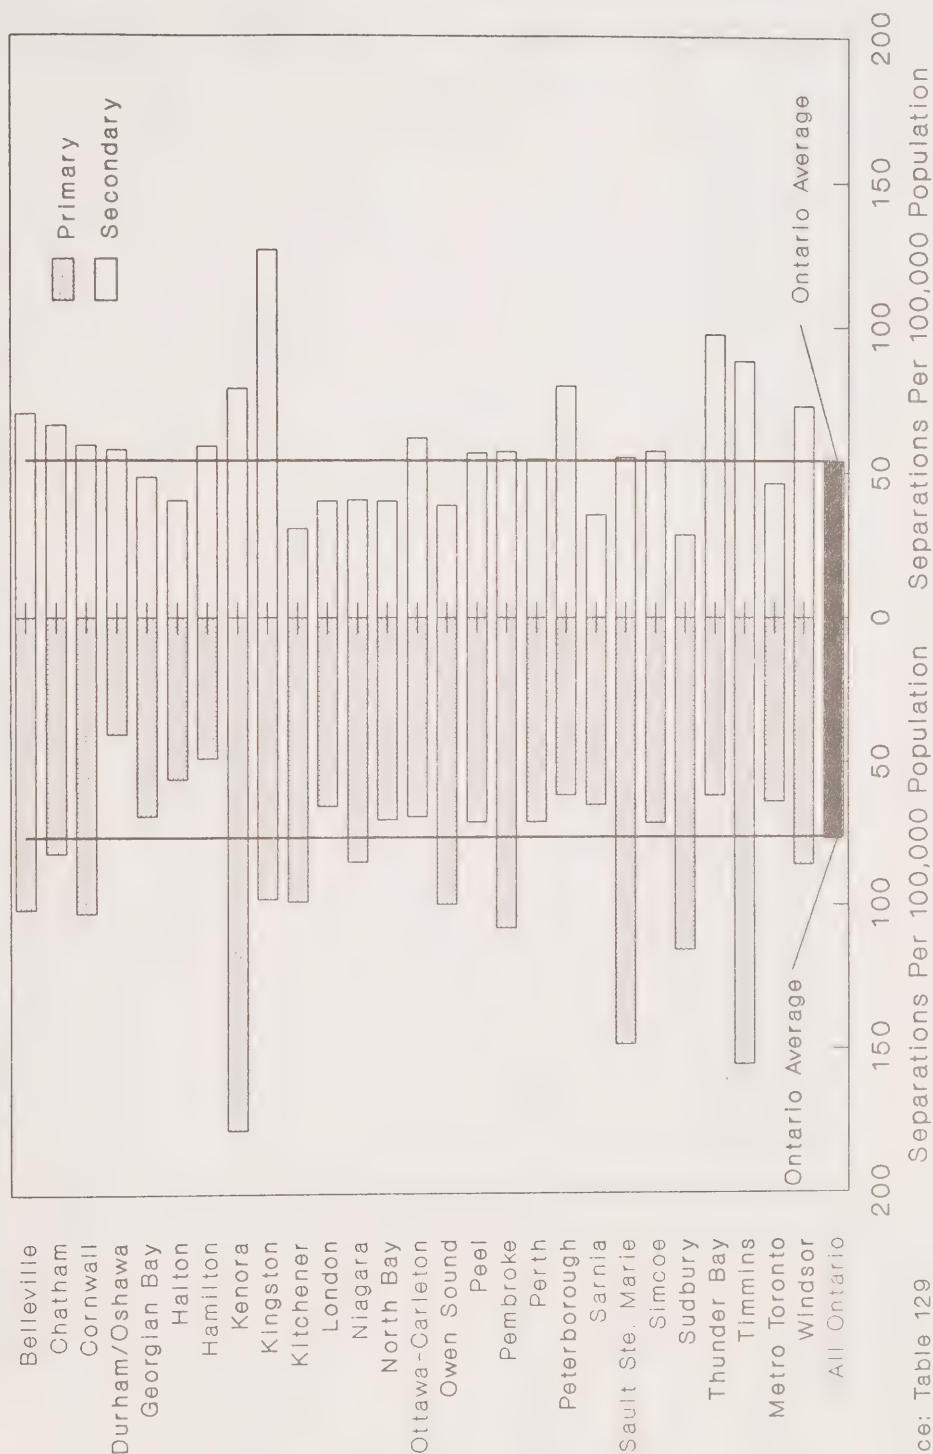 Primary
Secondary
Belleville
Chatham
Cornwall
Durham/Oshawa
Georgian Bay
Halton
Hamilton
Kenora
Kingston
Kitchener
London
Niagara
North Bay
Ottawa-Carleton
Owen Sound
Peel
Pembroke
Perth
Peterborough
Sarnia
Sault Ste. Marie
Simcoe
Sudbury
Thunder Bay
Timmins
Metro Toronto
Windsor
All Ontario
Ontario Average
Ontario Average
200 150 100 50 0 50 100 150 200
Separations Per 100,000 Population Separations Per 100,000 Population
ce: Table 129